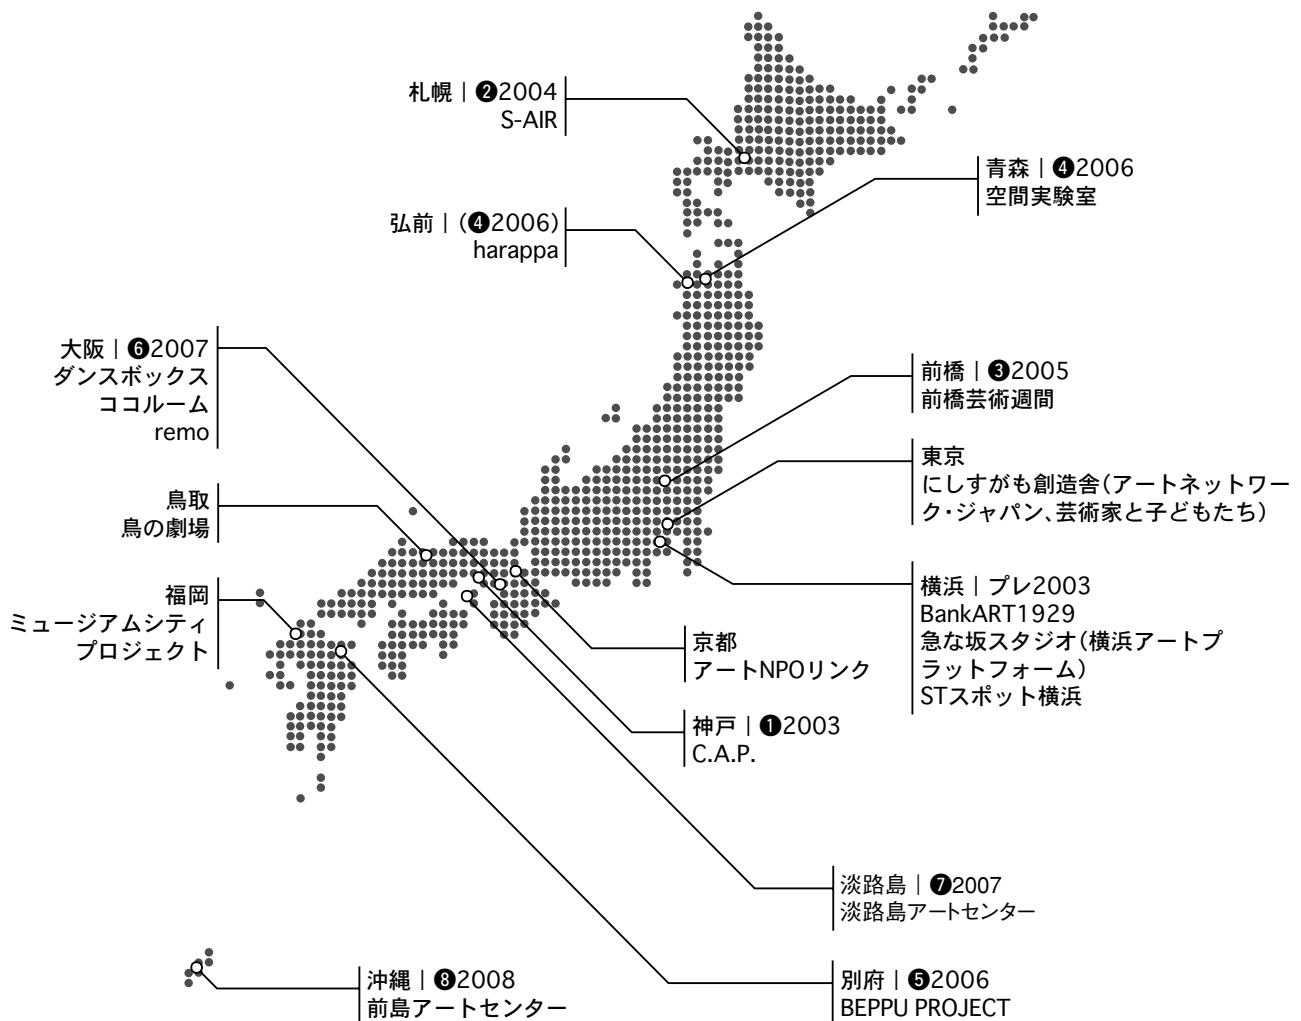 札幌｜❷2004
S-AIR
青森｜❹2006
空間実験室
弘前｜(❹2006)
harappa
大阪｜❻2007
ダンスボックス
ココルーム
remo
前橋｜❸2005
前橋芸術週間
東京
にしすがも創造舎(アートネットワー
ク・ジャパン、芸術家と子どもたち)
鳥取
鳥の劇場
福岡
ミュージアムシティ
プロジェクト
横浜｜プレ2003
BankART1929
急な坂スタジオ(横浜アートプ
ラットフォーム)
STスポット横浜
京都
アートNPOリンク
神戸｜❶2003
C.A.P.
淡路島｜❼2007
淡路島アートセンター
沖縄｜❽2008
前島アートセンター
別府｜❺2006
BEPPU PROJECT